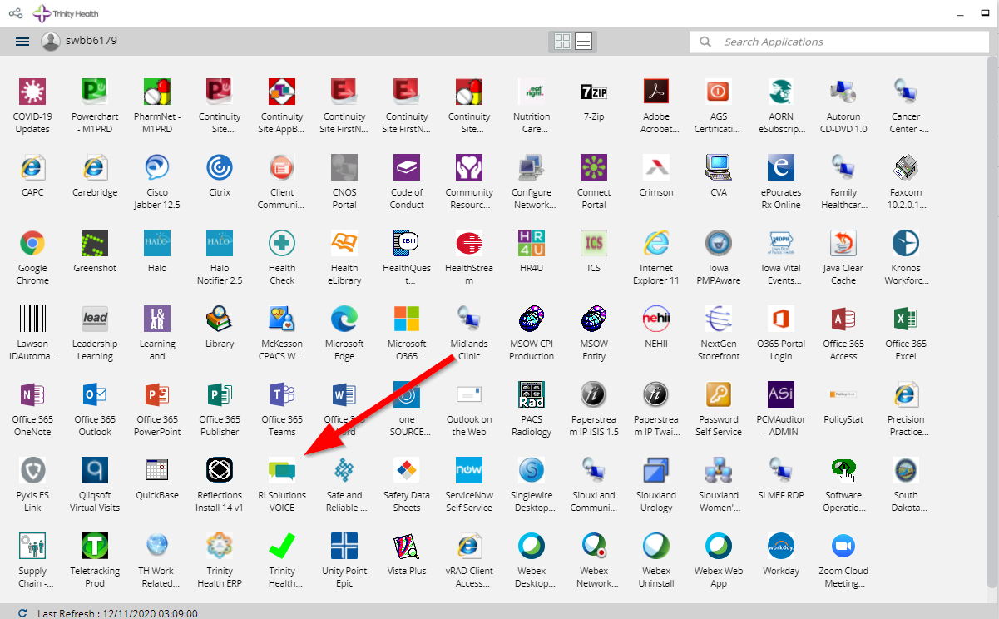 Trinity Health
swbb6179
Search Applications
COVID-19 Updates
Powerchart - M1PRD
PharmNet - M1PRD
Continuity Site...
Continuity Site AppB...
Continuity Site FirstN...
Continuity Site FirstN...
Continuity Site...
eat right.
Nutrition Care...
7ZIP
7-Zip
Adobe Acrobat...
AGS Certificati...
AORN eSubscrip...
Autorun CD-DVD 1.0
Cancer Center -...
CAPC
Carebridge
Cisco Jabber 12.5
Citrix
Client Communi...
CNOS Portal
Code of Conduct
Community Resourc...
Configure Network...
Connect Portal
Crimson
CVA
ePocrates Rx Online
Family Healthcar...
Faxcom 10.2.0.1...
Google Chrome
Greenshot
HALO
Halo
HALO
Halo Notifier 2.5
Health Check
Health eLibrary
IBM
HealthQues t...
HealthStrea m
HR 4U
HR4U
ICS
ICS
Internet Explorer 11
Iowa PMPAware
Iowa Vital Events...
Java Clear Cache
Kronos Workforc...
Lawson IDAutoma...
lead
Leadership Learning
L& AR
Learning and...
Library
McKesson CPACS W...
Microsoft Edge
Microsoft O365...
Midlands Clinic
MSOW CPI Production
MSOW Entity...
nehii
NEHII
NextGen Storefront
O365 Portal Login
Office 365 Access
Office 365 Excel
Office 365 OneNote
Office 365 Outlook
Office 365 PowerPoint
Office 365 Publisher
Office 365 Teams
one SOURCE...
Outlook on the Web
Rad
PACS Radiology
Paperstrea m IP ISIS 1.5
Paperstrea m IP Twai...
Password Self Service
ASi
PCMAuditor - ADMIN
PolicyStat
Precision Practice...
Pyxis ES Link
Qliqsoft Virtual Visits
QuickBase
Reflections Install 14 v1
RLSolutions VOICE
Safe and Reliable ...
Safety Data Sheets
now
ServiceNow Self Service
Singlewire Desktop...
SiouxLand Communi...
Siouxland Urology
Siouxland Women'...
SLMEF RDP
Software Operatio...
South Dakota...
Supply Chain -...
Teletracking Prod
TH Work- Related...
Trinity Health ERP
Trinity Health...
Unity Point Epic
Vista Plus
vRAD Client Access...
Webex Desktop...
Webex Network...
Webex Uninstall
Webex Web App
workday.
Workday
Zoom Cloud Meeting...
Last Refresh : 12/11/2020 03:09:00